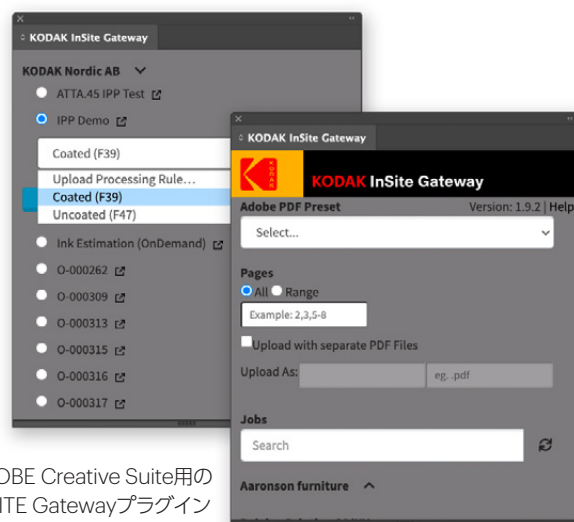 KODAK InSite Gateway
KODAK Nordic AB
ATTA.45 IPP Test
IPP Demo
Coated (F39)
Upload Processing Rule...
Coated (F39)
Uncoated (F47)
Ink Estimation (OnDemand)
O-000262
O-000309
O-000313
O-000315
O-000316
O-000317
KODAK InSite Gateway
KODAK InSite Gateway
Adobe PDF Preset
Version: 1.9.2 | Help
Select...
Pages
All
Range
Example: 2,3,5-8
Upload with separate PDF Files
Upload As:
eg. .pdf
Jobs
Search
Aaronson furniture
OBE Creative Suite用の
ITE Gatewayプラグイン